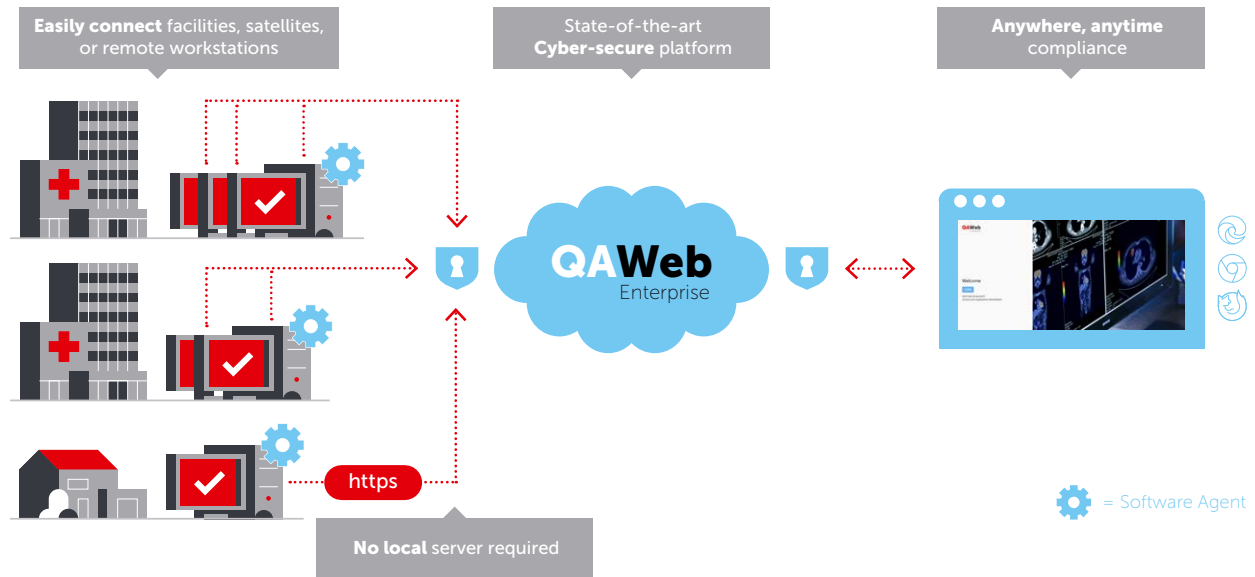 Easily connect facilities, satellites,
or remote workstations
State-of-the-art
Cyber-secure platform
Anywhere, anytime
compliance
QAWeb
Enterprise
QAWeb
Welcome
https
No local server required
= Software Agent